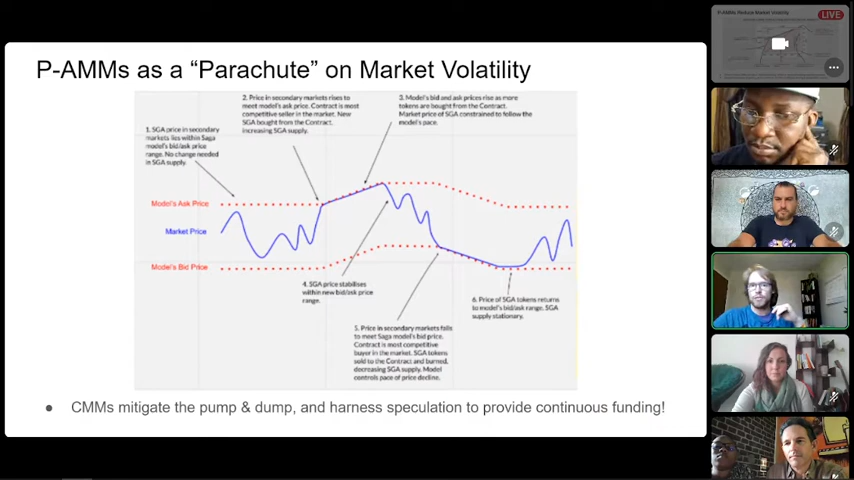 P-AMMs as a “Parachute” on Market Volatility
2. Price in secondary markets rises to
meet model's ask price. Contract is most
competitive seller in the market. New
SGA bought from the Contract,
increasing SGA supply.
3. Model's bid and ask prices rise as more
tokens are bought from the Contract.
Market price of SGA constrained to follow the
model's pace.
1. SGA price in secondary
markets lies within Saga
model's bid/ask price
range. No change needed
in SGA supply.
Model's Ask Price
Market Price
Model's Bid Price
4. SGA price stabilises
within new bid/ask price
range.
5. Price in secondary markets falls
to meet Saga model's bid price.
Contract is most competitive
buyer in the market. SGA tokens
sold to the Contract and burned,
decreasing SGA supply. Model
controls pace of price decline.
6. Price of SGA tokens returns
to model's bid/ask range. SGA
supply stationary.
● CMMs mitigate the pump & dump, and harness speculation to provide continuous funding!
P-AMMs Reduce Market Volatility
LIVE